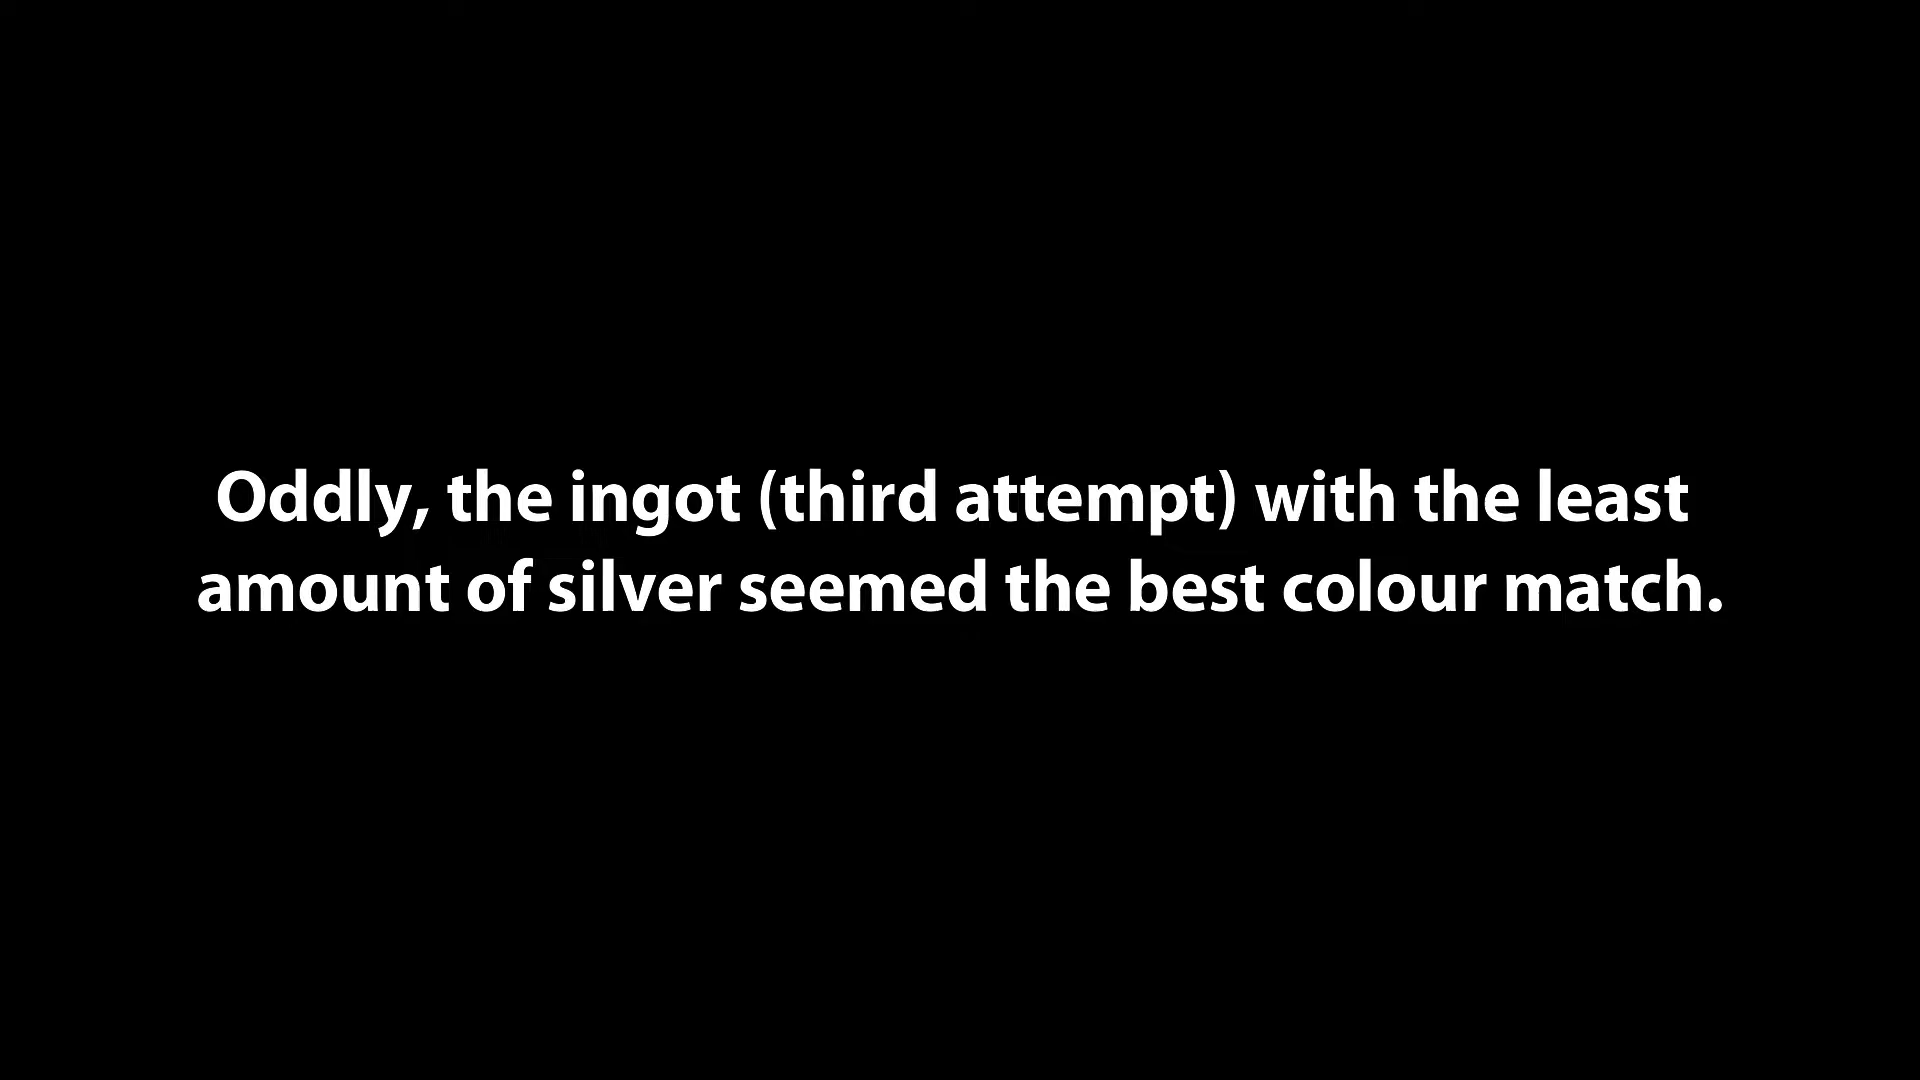 Oddly, the ingot (third attempt) with the least
amount of silver seemed the best colour match.